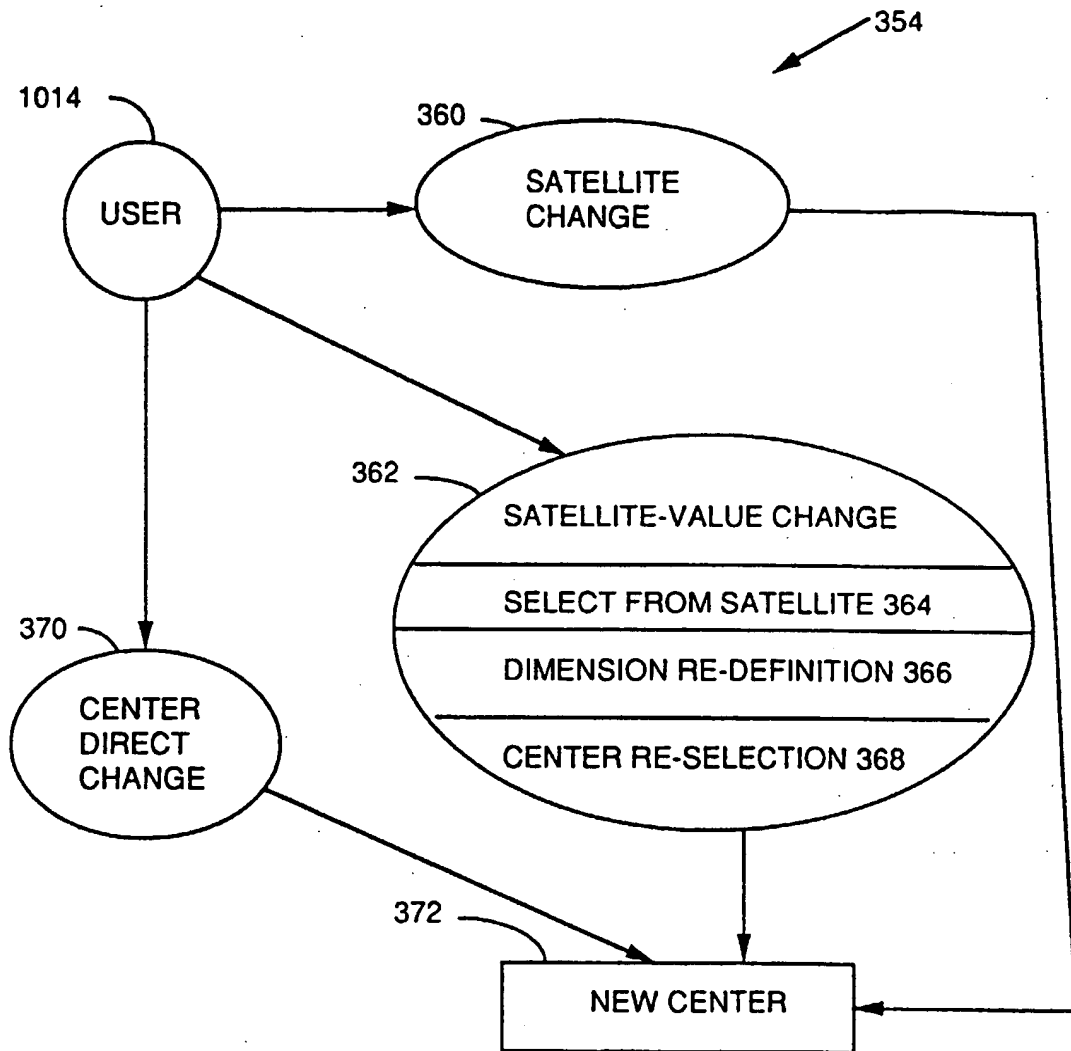 354
1014
360
USER
SATELLITE
CHANGE
362
SATELLITE-VALUE CHANGE
SELECT FROM SATELLITE 364
DIMENSION RE-DEFINITION 366
CENTER RE-SELECTION 368
370
CENTER
DIRECT
CHANGE
372
NEW CENTER